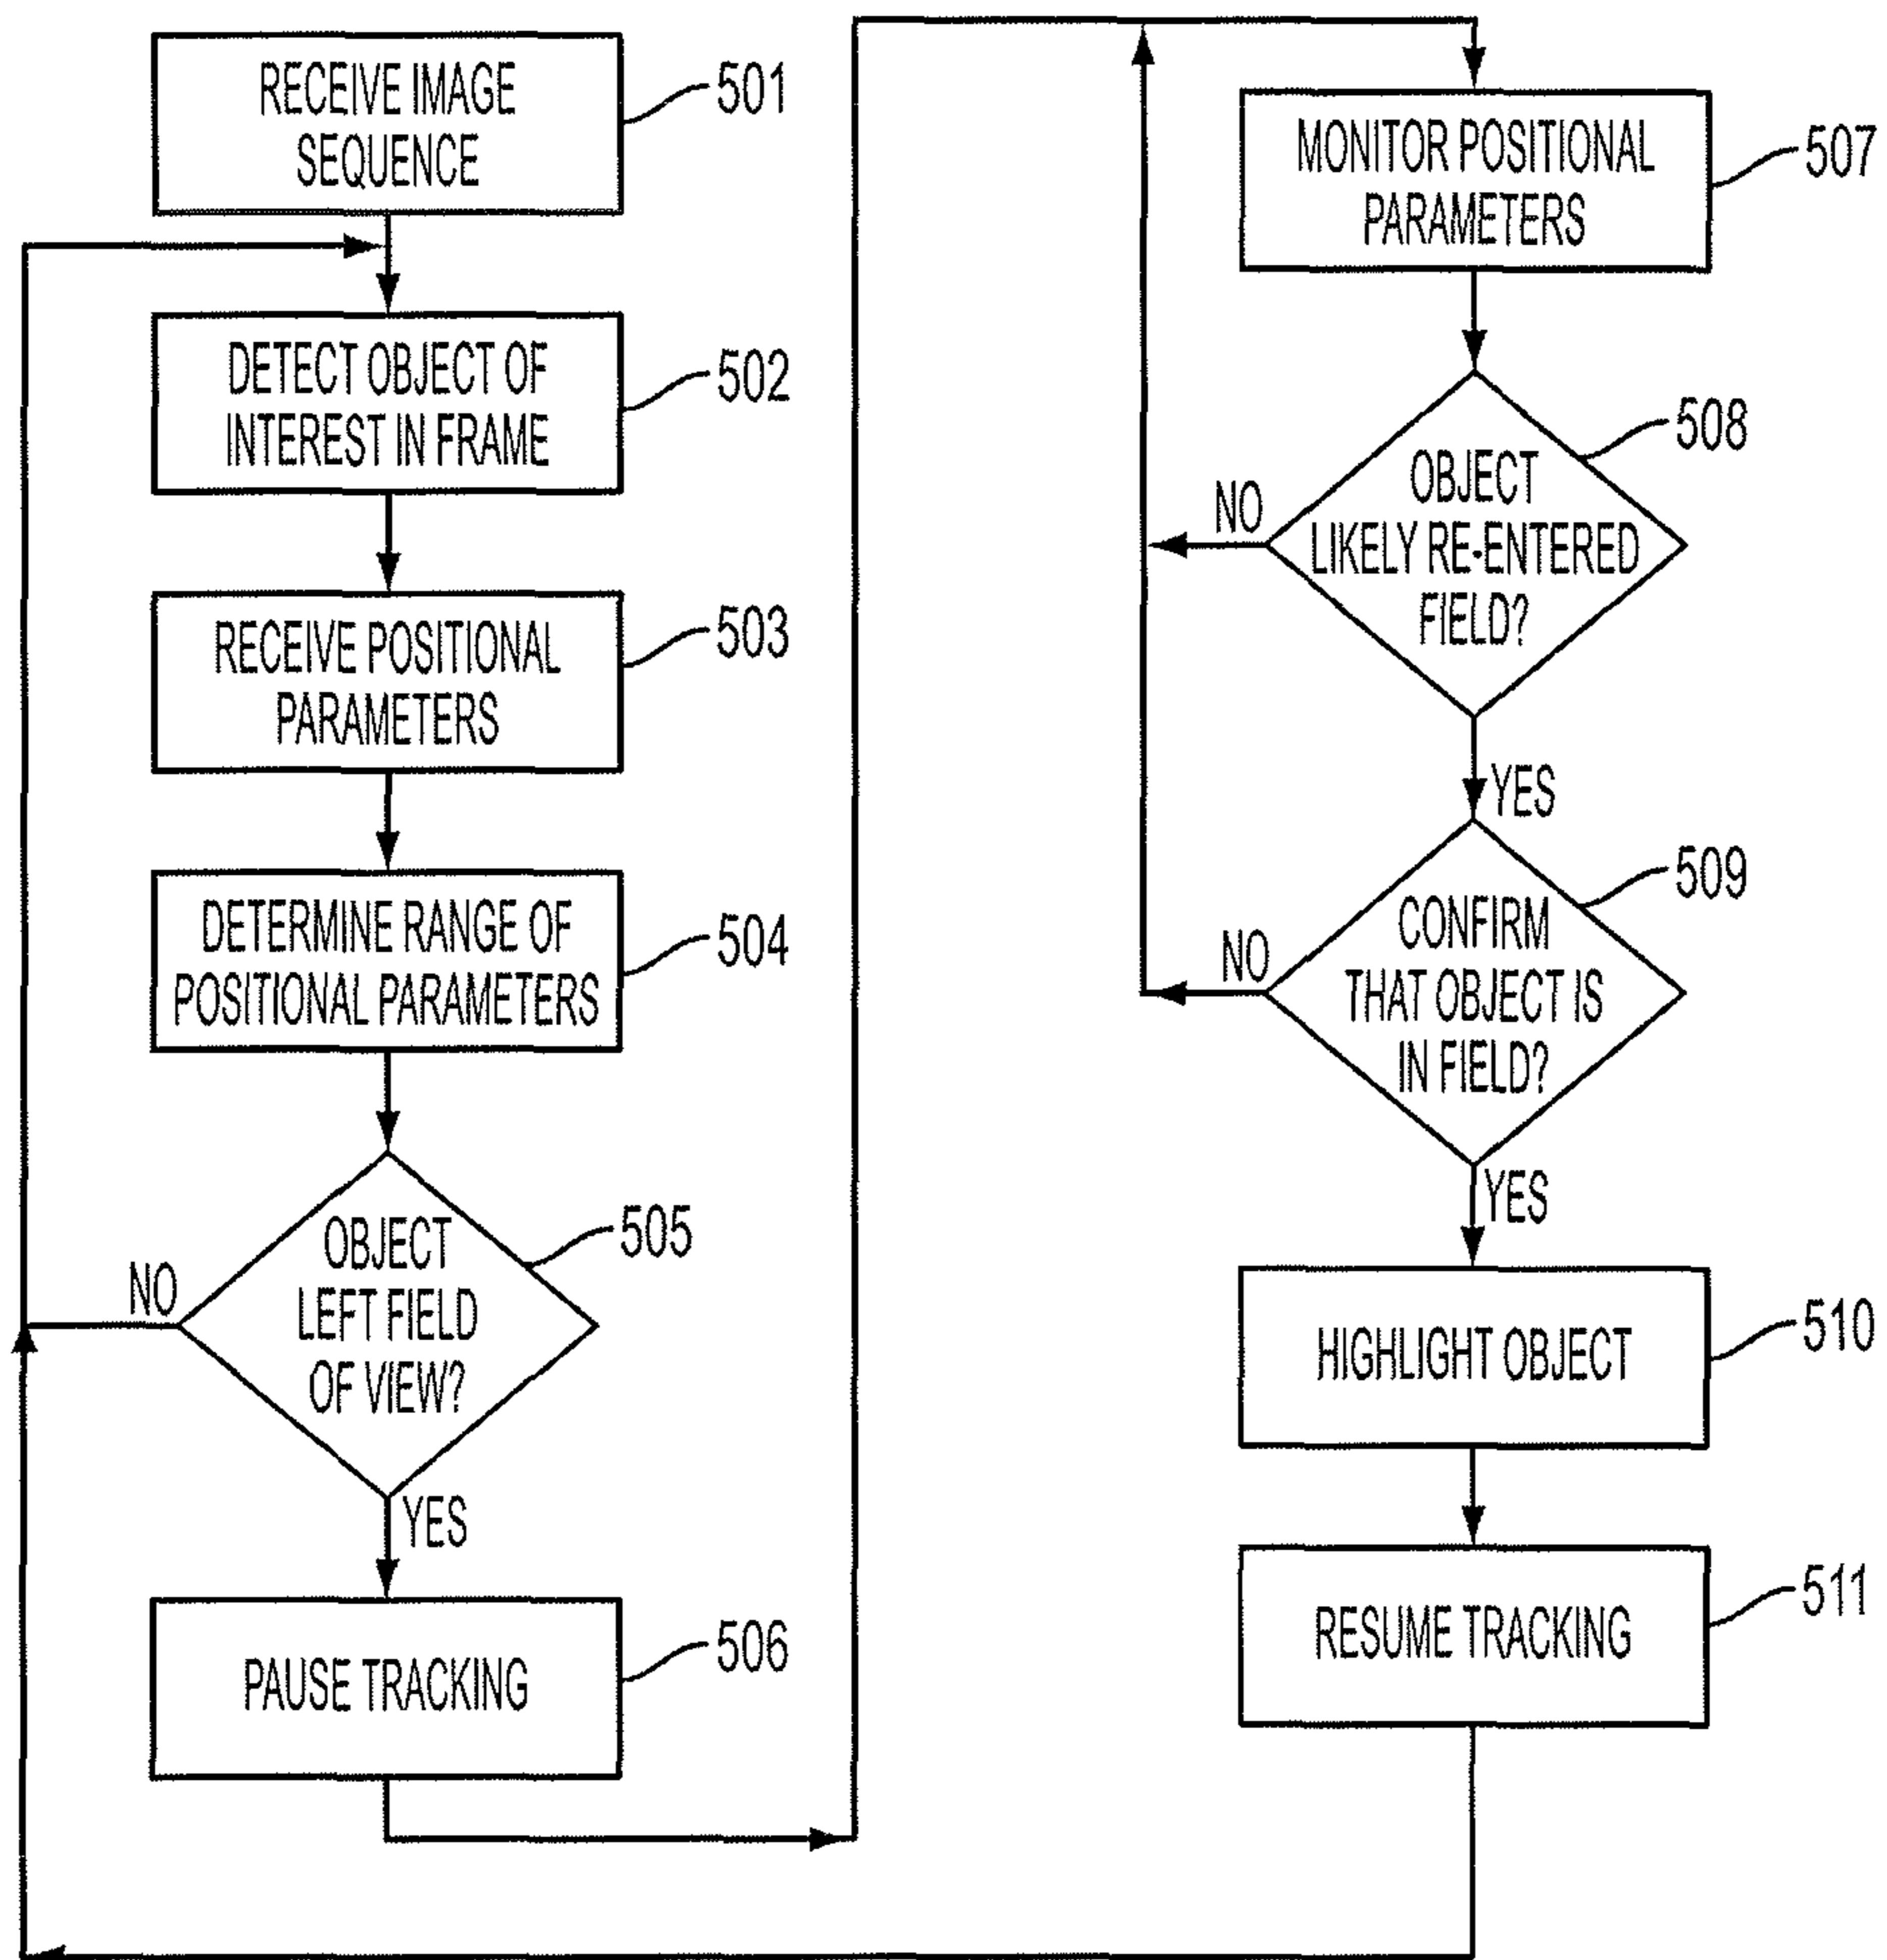 RECEIVE IMAGE
SEQUENCE
501
DETECT OBJECT OF
INTEREST IN FRAME
502
RECEIVE POSITIONAL
PARAMETERS
503
DETERMINE RANGE OF
POSITIONAL PARAMETERS
504
OBJECT
LEFT FIELD
OF VIEW?
505
NO
YES
PAUSE TRACKING
506
MONITOR POSITIONAL
PARAMETERS
507
OBJECT
LIKELY RE-ENTERED
FIELD?
508
NO
YES
CONFIRM
THAT OBJECT IS
IN FIELD?
509
NO
YES
HIGHLIGHT OBJECT
510
RESUME TRACKING
511